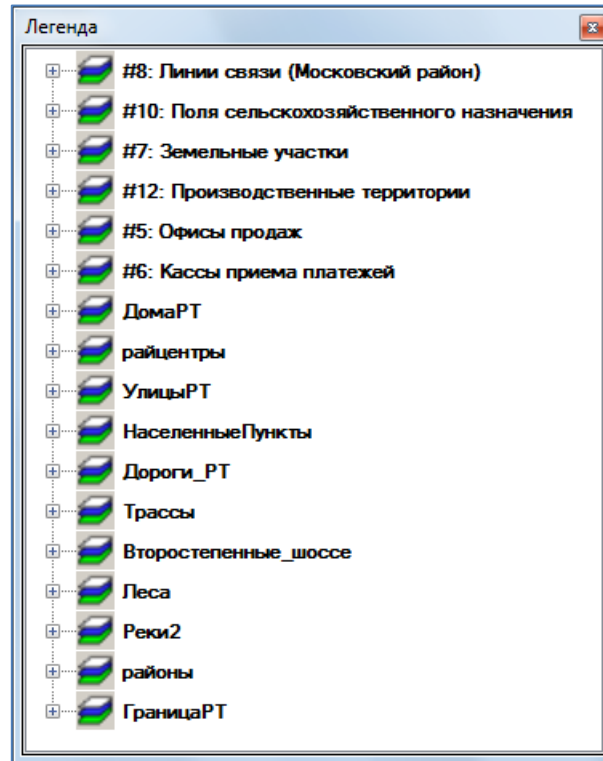 Легенда
#8: Линии связи (Московский район)
#10: Поля сельскохозяйственного назначения
#7: Земельные участки
#12: Производственные территории
#5: Офисы продаж
#6: Кассы приема платежей
ДомаРТ
райцентры
УлицыРТ
НаселенныеПункты
Дороги_РТ
Трассы
Второстепенные_шоссе
Леса
Реки2
районы
ГраницаРТ